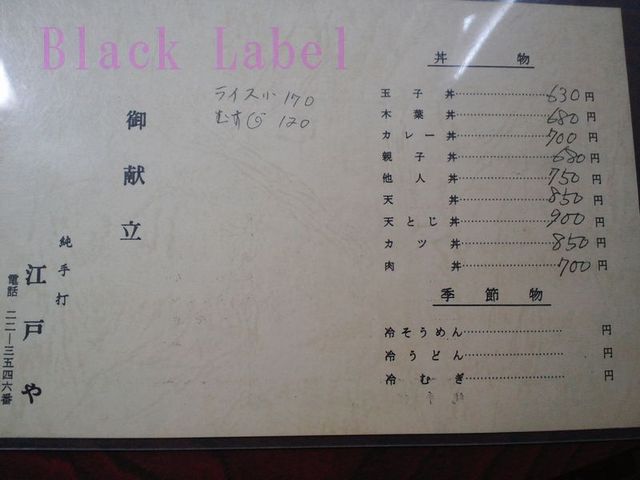 Black Label
丼物
玉子丼 630円
木葉丼 680円
カレー丼 700円
親子丼 680円
他人丼 750円
天丼 850円
天とじ丼 900円
カツ丼 850円
肉丼 700円
季節物
冷そうめん 円
冷うどん 円
冷むぎ 円
ライス小 170
むすび 120
御献立
純手打
江戸や
電話 二二―三五四六番